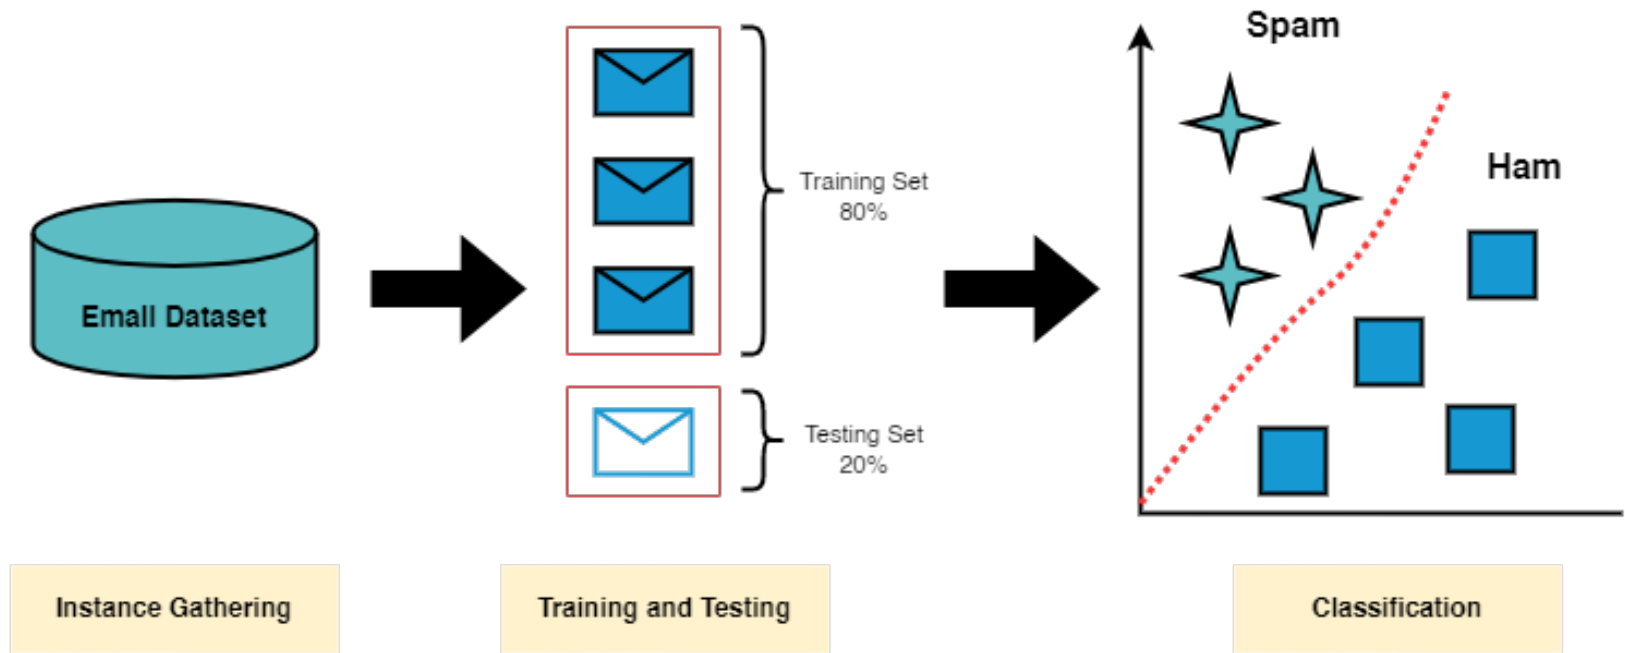 Spam
Ham
Training Set
80%
Email Dataset
Testing Set
20%
Instance Gathering
Training and Testing
Classification